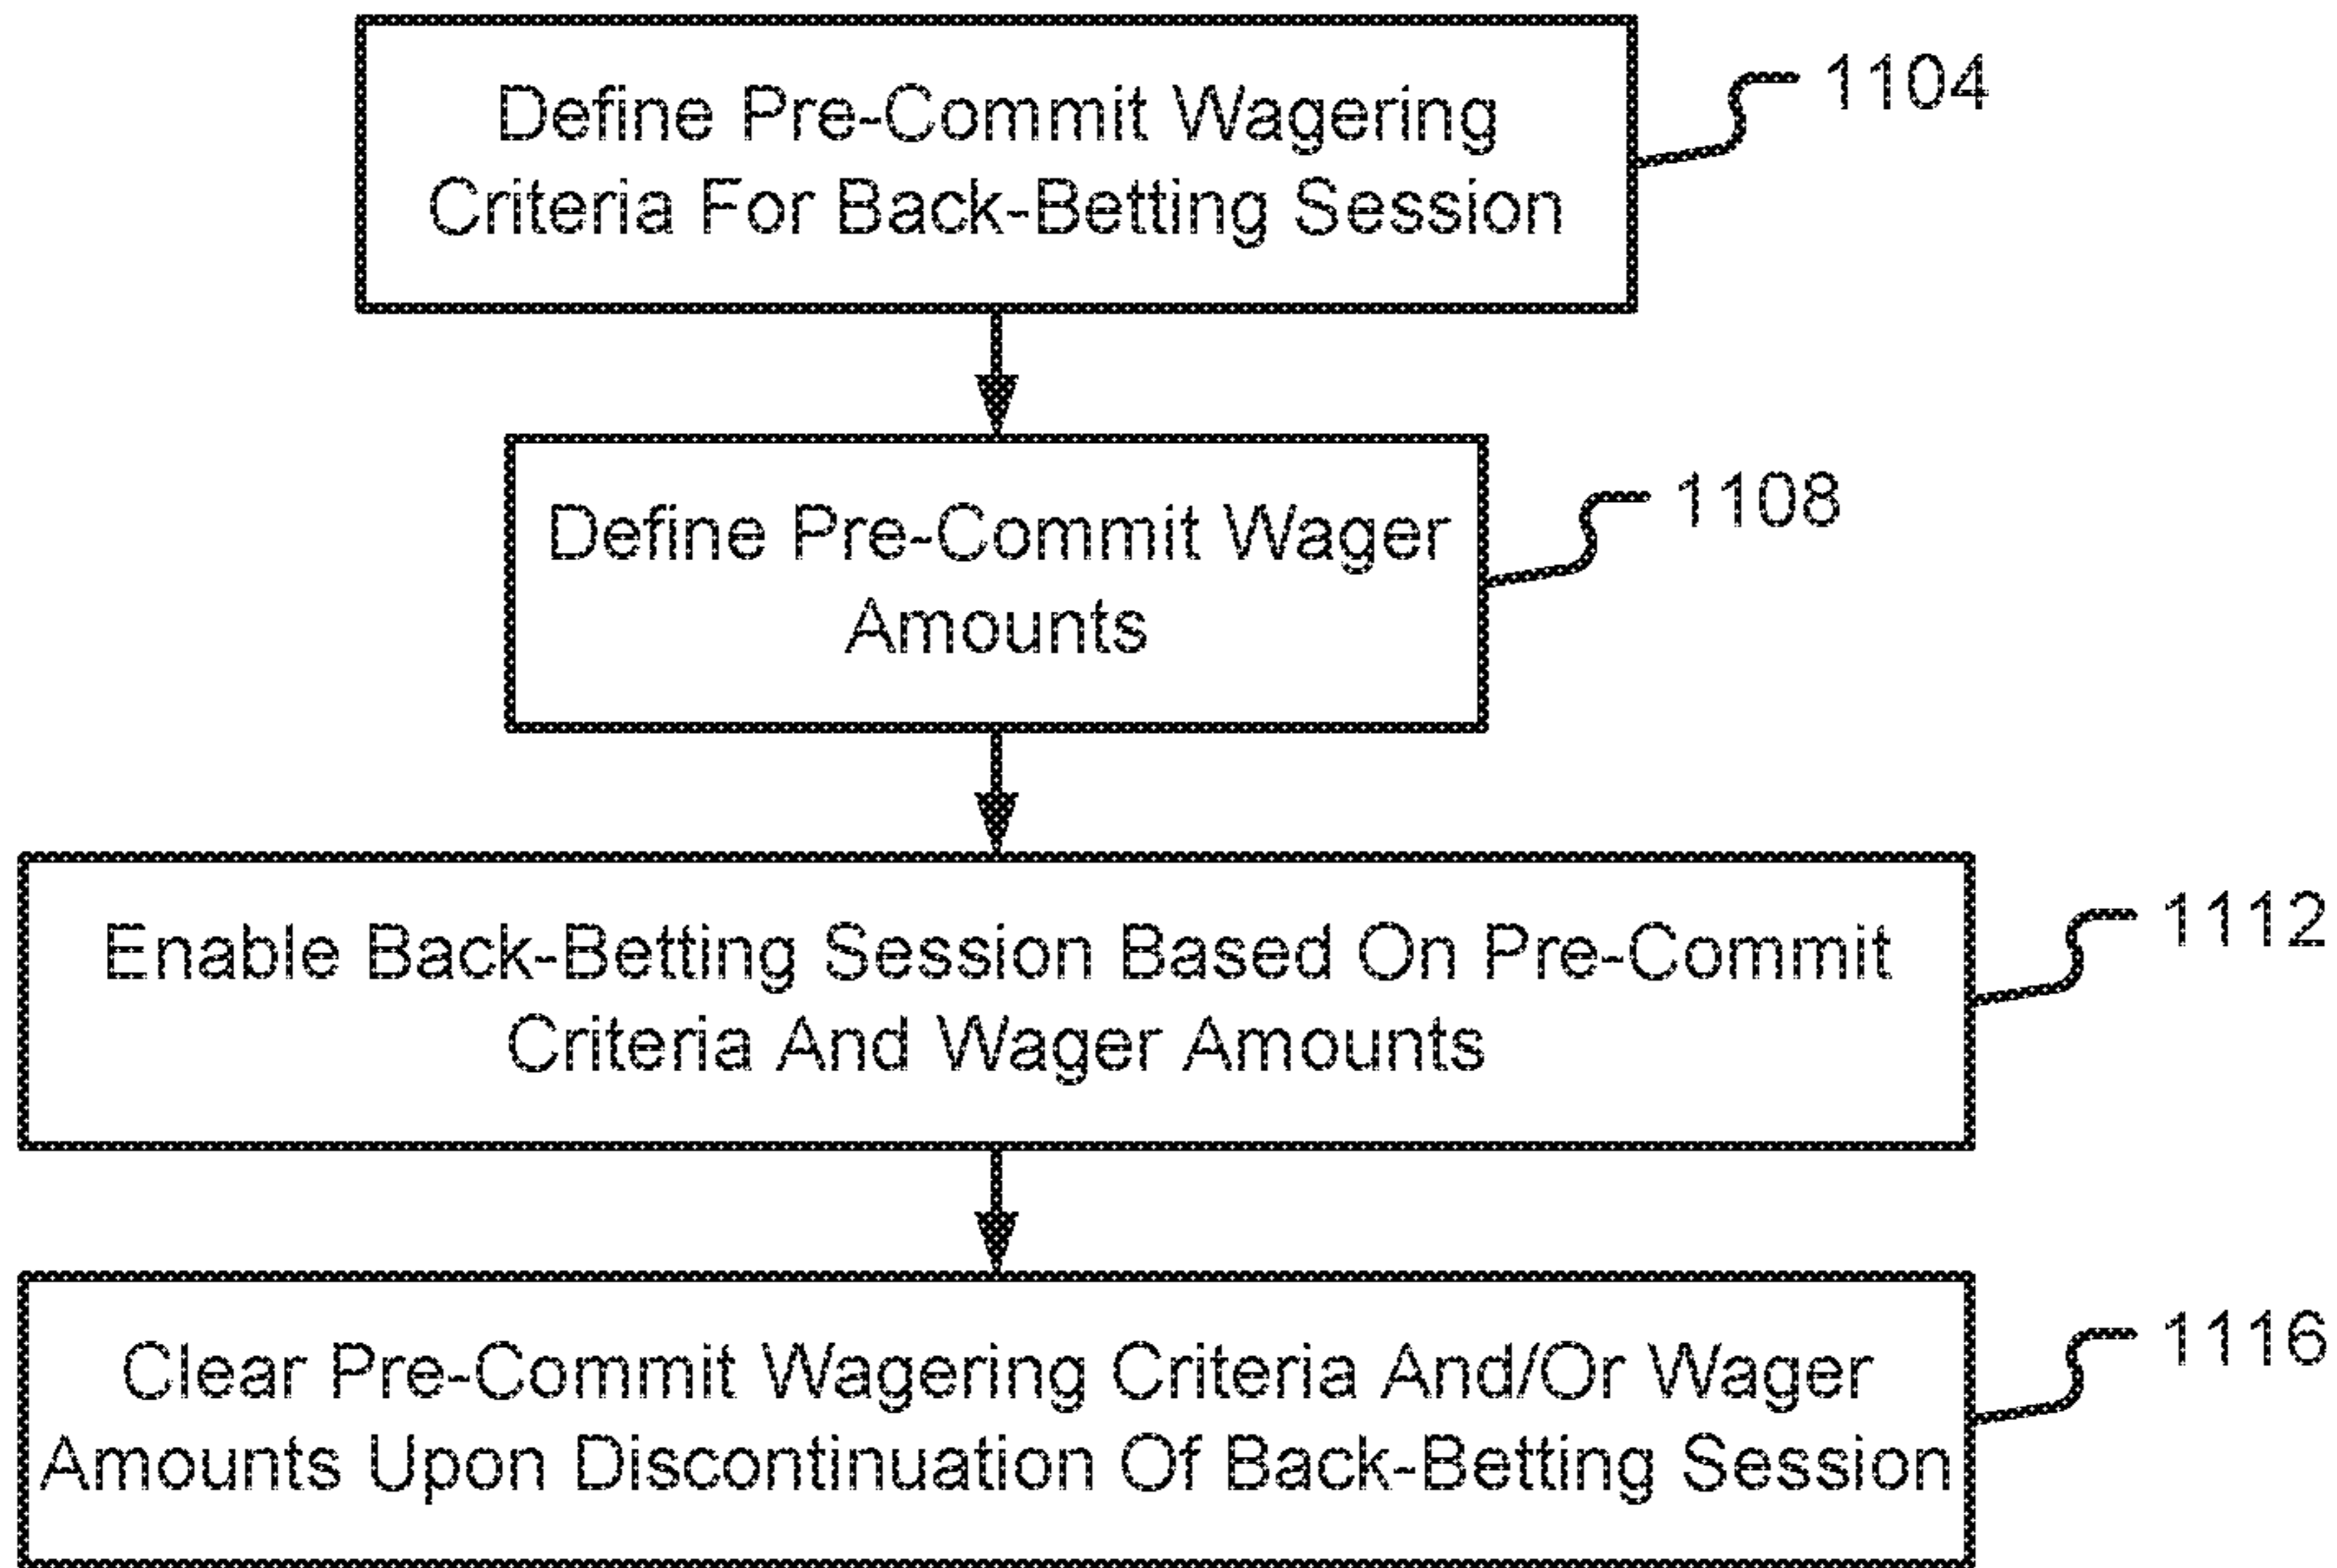 Define Pre-Commit Wagering
Criteria For Back-Betting Session
1104
Define Pre-Commit Wager
Amounts
1108
Enable Back-Betting Session Based On Pre-Commit
Criteria And Wager Amounts
1112
Clear Pre-Commit Wagering Criteria And/Or Wager
Amounts Upon Discontinuation Of Back-Betting Session
1116